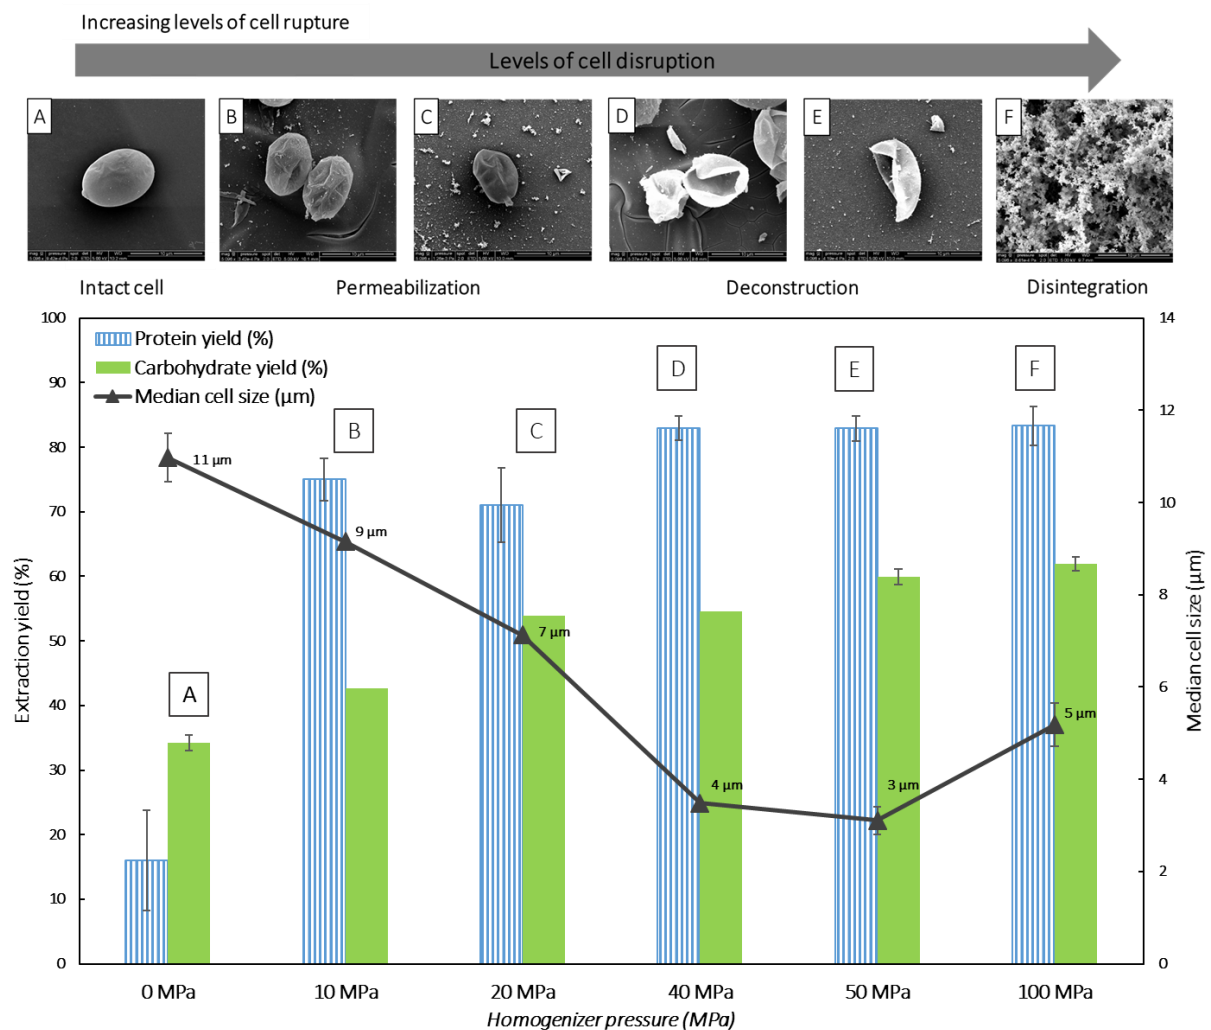 Increasing levels of cell rupture
Levels of cell disruption
A
B
C
D
E
F
Intact cell
Permeabilization
Deconstruction
Disintegration
Protein yield (%)
Carbohydrate yield (%)
Median cell size (µm)
100
90
80
70
60
50
40
30
20
10
0
Extraction yield (%)
14
12
10
8
6
4
2
0
Median cell size (µm)
A
B
C
D
E
F
11 µm
9 µm
7 µm
4 µm
3 µm
5 µm
0 MPa
10 MPa
20 MPa
40 MPa
50 MPa
100 MPa
Homogenizer pressure (MPa)